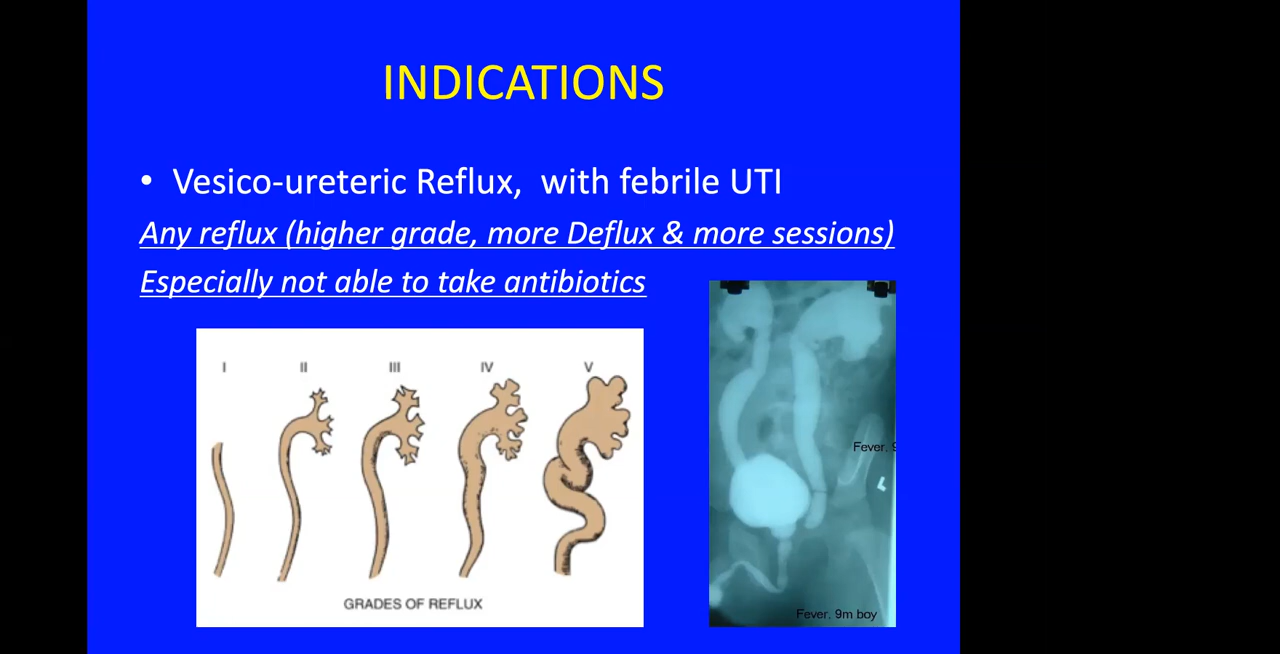 INDICATIONS
• Vesico-ureteric Reflux, with febrile UTI
Any reflux (higher grade, more Deflux & more sessions)
Especially not able to take antibiotics
I II III IV V
GRADES OF REFLUX
Fever. 9
L
Fever. 9m boy